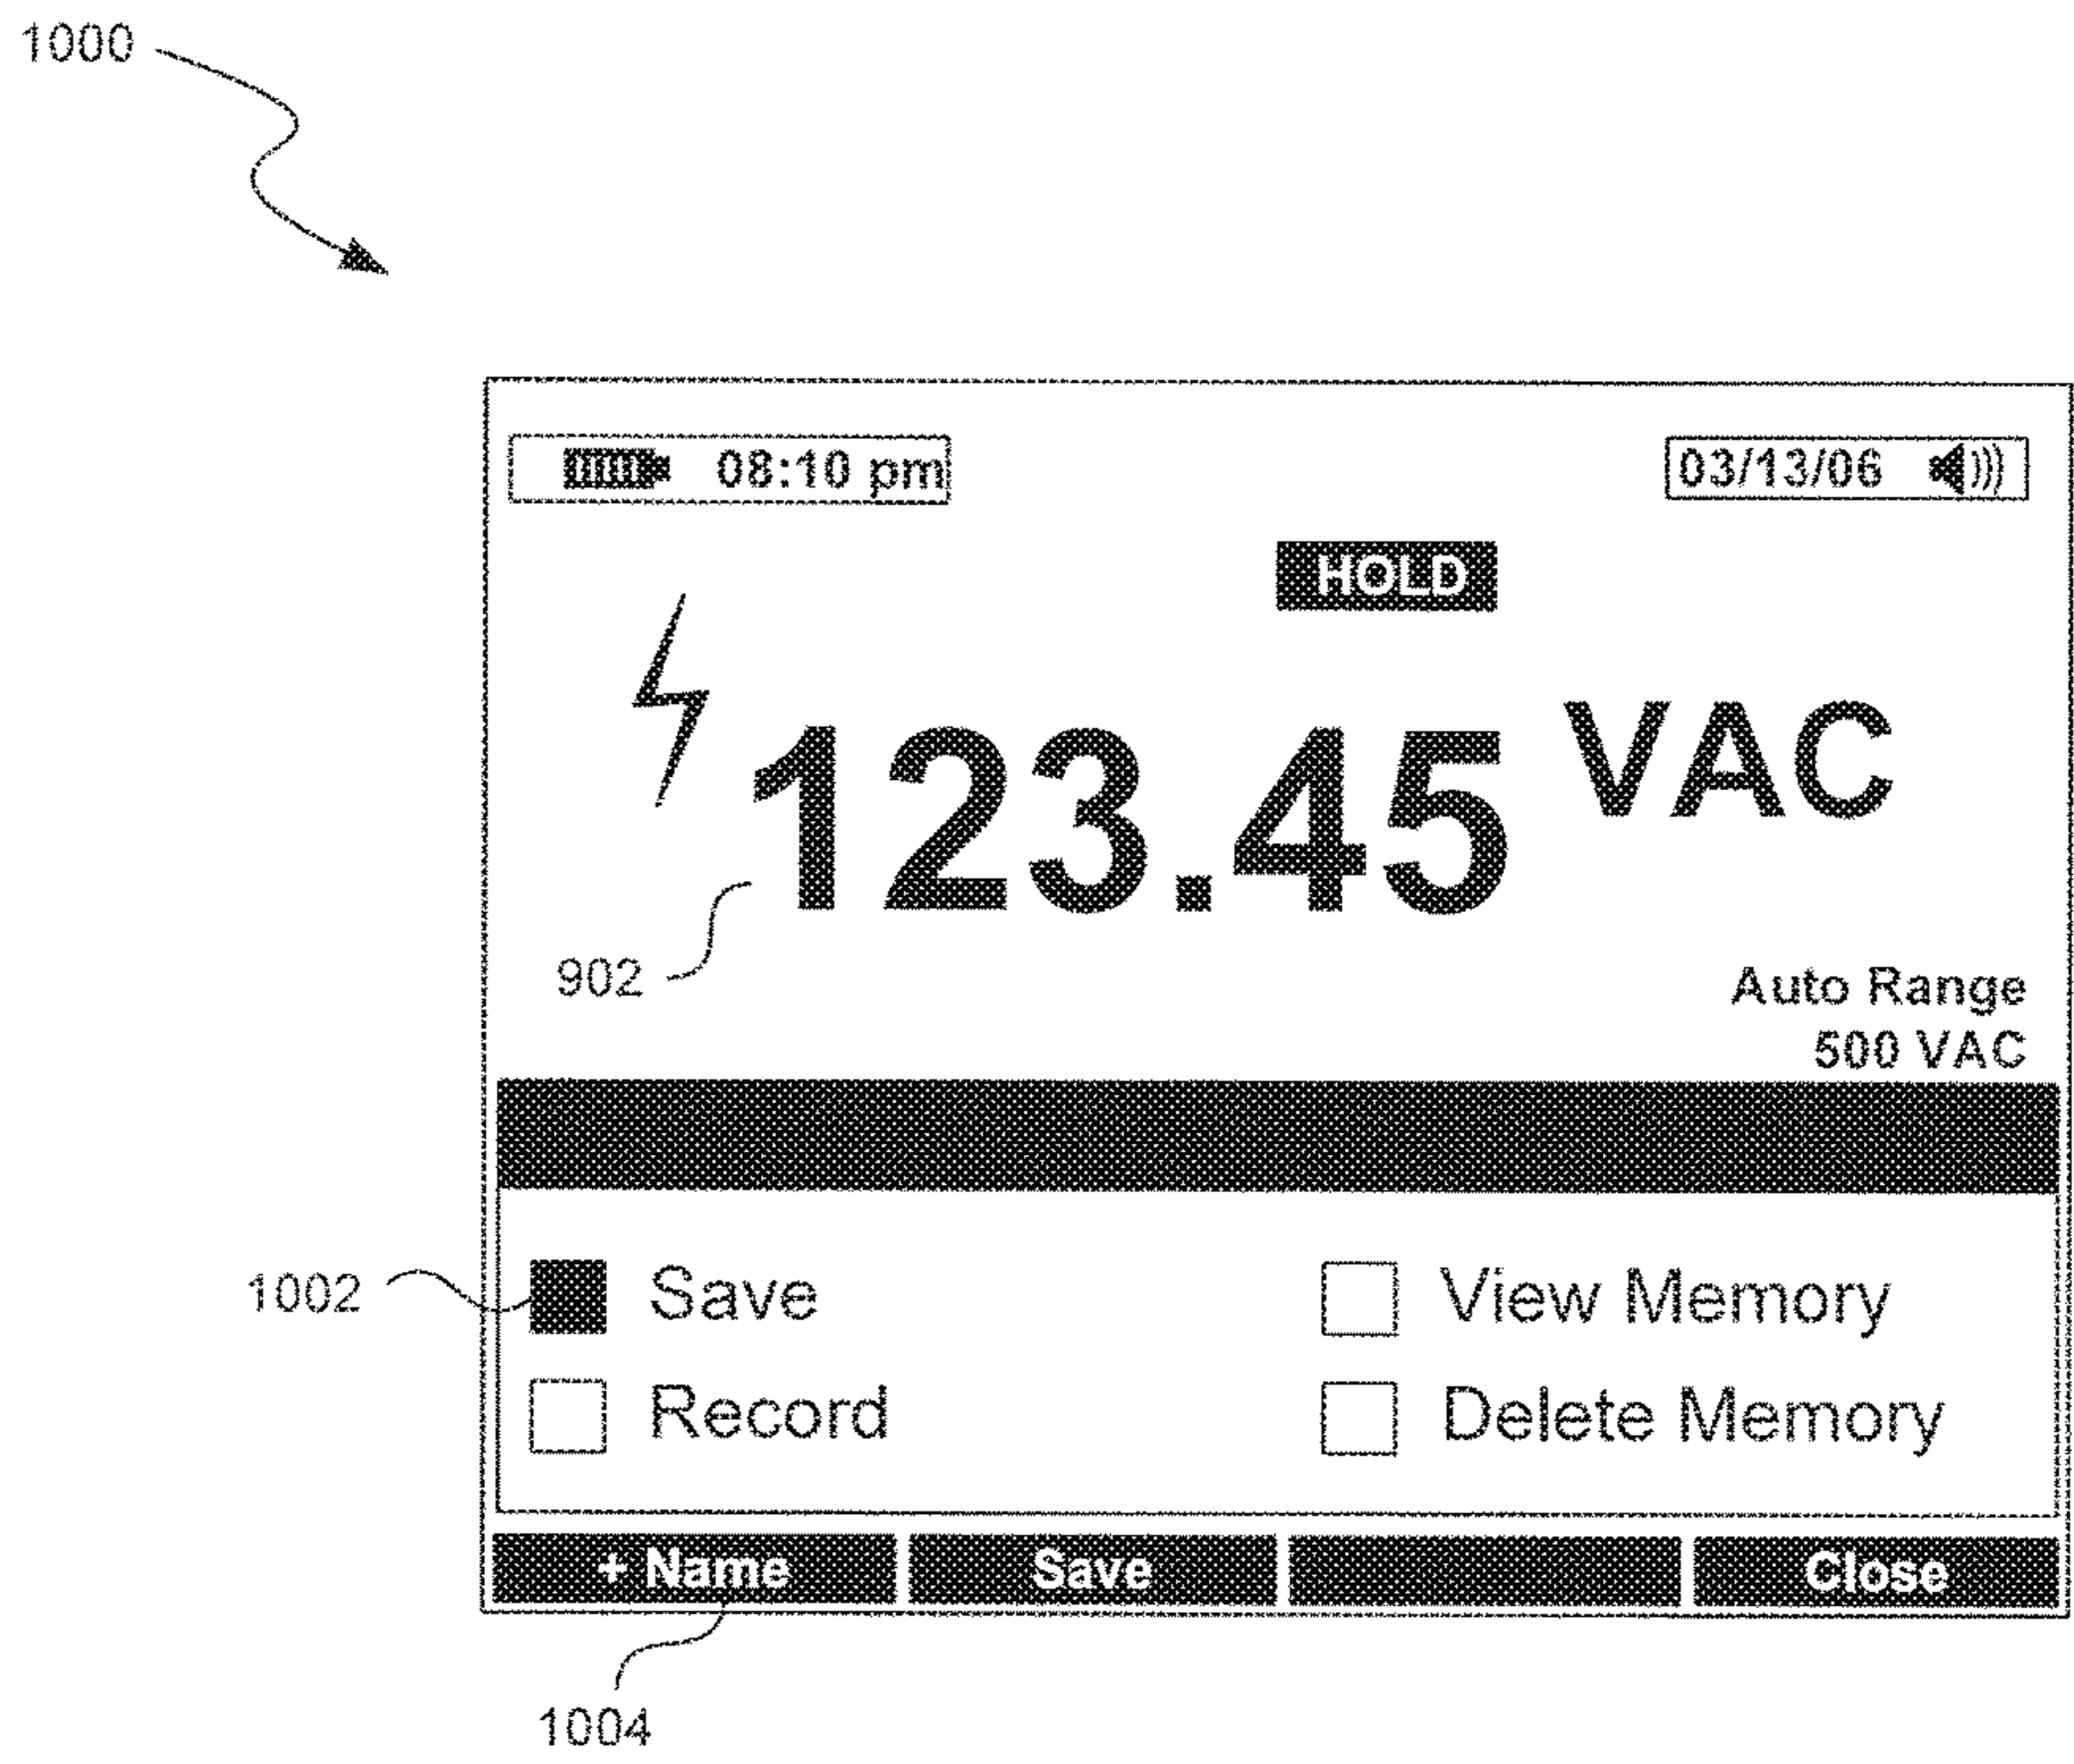 1000
08:10 pm 03/13/06
HOLD
123.45 VAC
902
Auto Range
500 VAC
1002 Save View Memory
Record Delete Memory
+ Name Save Close
1004